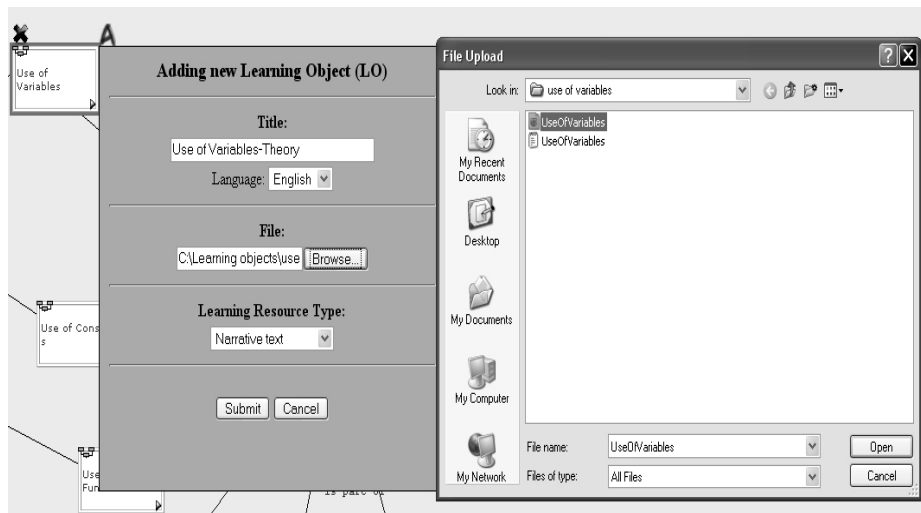 A
Use of
Variables
Adding new Learning Object (LO)
Title:
Use of Variables-Theory
Language: English
File:
C:\Learning objects\use Browse...
Learning Resource Type:
Narrative text
Submit Cancel
Use of Cons
s
Use
Fun
is part of
File Upload
Look in: use of variables
UseOfVariables
UseOfVariables
My Recent
Documents
Desktop
My Documents
My Computer
My Network
File name: UseOfVariables Open
Files of type: All Files Cancel